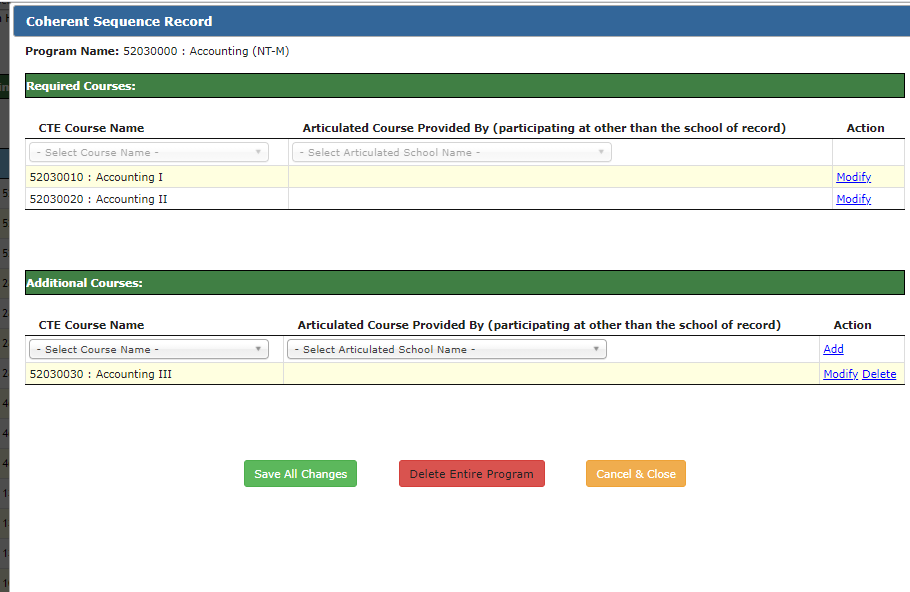 Coherent Sequence Record
Program Name: 52030000 : Accounting (NT-M)
Required Courses:
CTE Course Name Articulated Course Provided By (participating at other than the school of record) Action
- Select Course Name - - Select Articulated School Name -
52030010 : Accounting I Modify
52030020 : Accounting II Modify
Additional Courses:
CTE Course Name Articulated Course Provided By (participating at other than the school of record) Action
- Select Course Name - - Select Articulated School Name - Add
52030030 : Accounting III Modify Delete
Save All Changes Delete Entire Program Cancel & Close